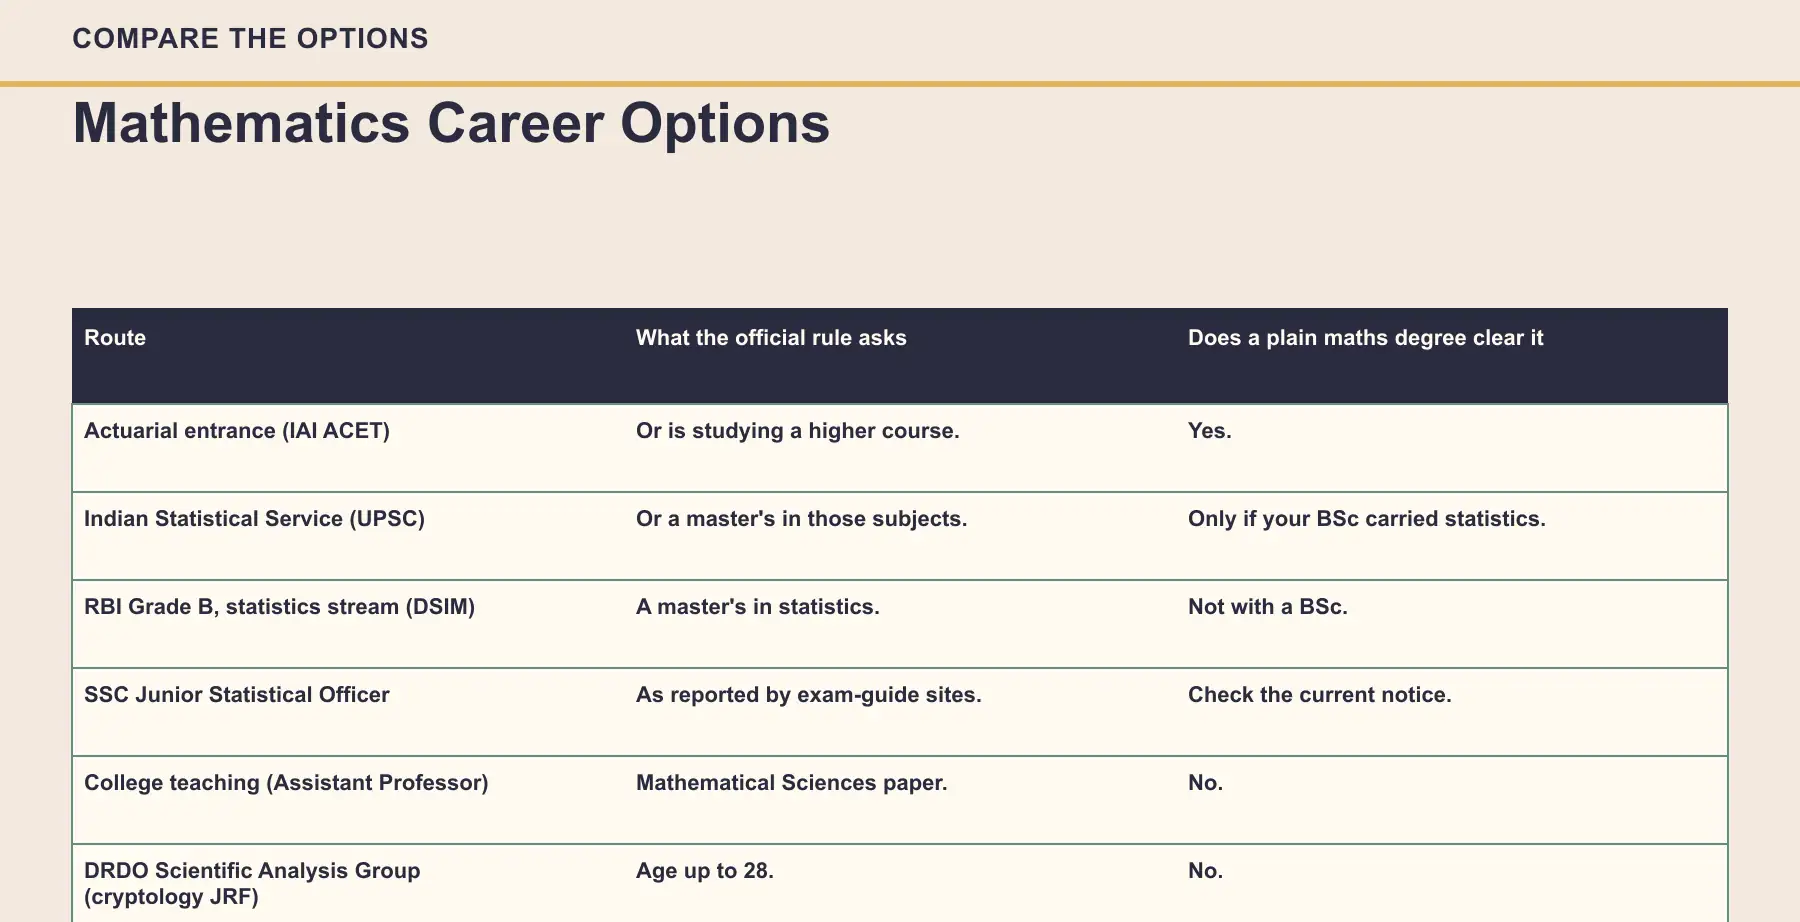 COMPARE THE OPTIONS
Mathematics Career Options
Route What the official rule asks Does a plain maths degree clear it
Actuarial entrance (IAI ACET) Or is studying a higher course. Yes.
Indian Statistical Service (UPSC) Or a master's in those subjects. Only if your BSc carried statistics.
RBI Grade B, statistics stream (DSIM) A master's in statistics. Not with a BSc.
SSC Junior Statistical Officer As reported by exam-guide sites. Check the current notice.
College teaching (Assistant Professor) Mathematical Sciences paper. No.
DRDO Scientific Analysis Group Age up to 28. No.
(cryptology JRF)